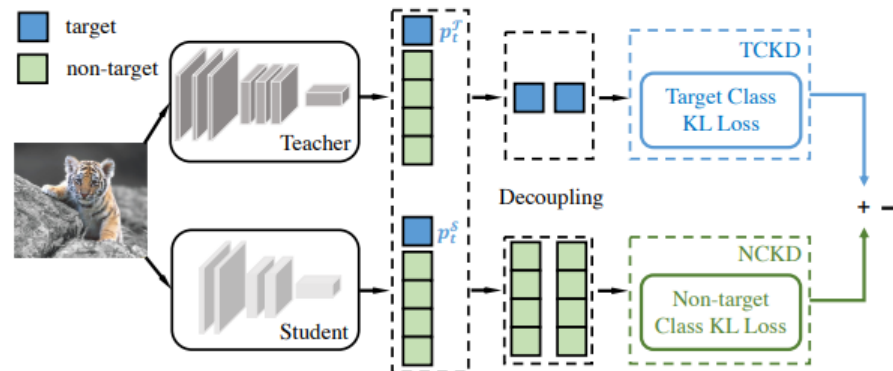 target
non-target
Teacher
Student
p_t^𝒯
p_t^𝒮
Decoupling
TCKD
Target Class
KL Loss
+
NCKD
Non-target
Class KL Loss